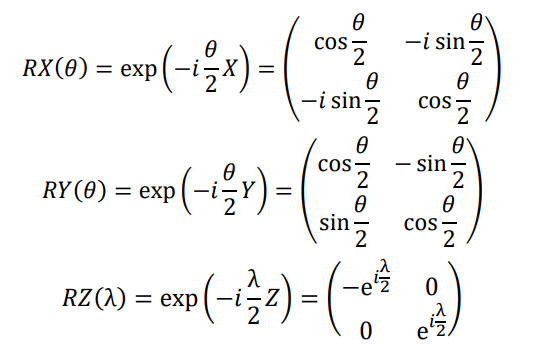 RX(θ) = exp(−i θ/2 X) = ( cos θ/2   −i sin θ/2 ; −i sin θ/2   cos θ/2 )
RY(θ) = exp(−i θ/2 Y) = ( cos θ/2   − sin θ/2 ; sin θ/2   cos θ/2 )
RZ(λ) = exp(−i λ/2 Z) = ( −e^{i λ/2}   0 ; 0   e^{i λ/2} )